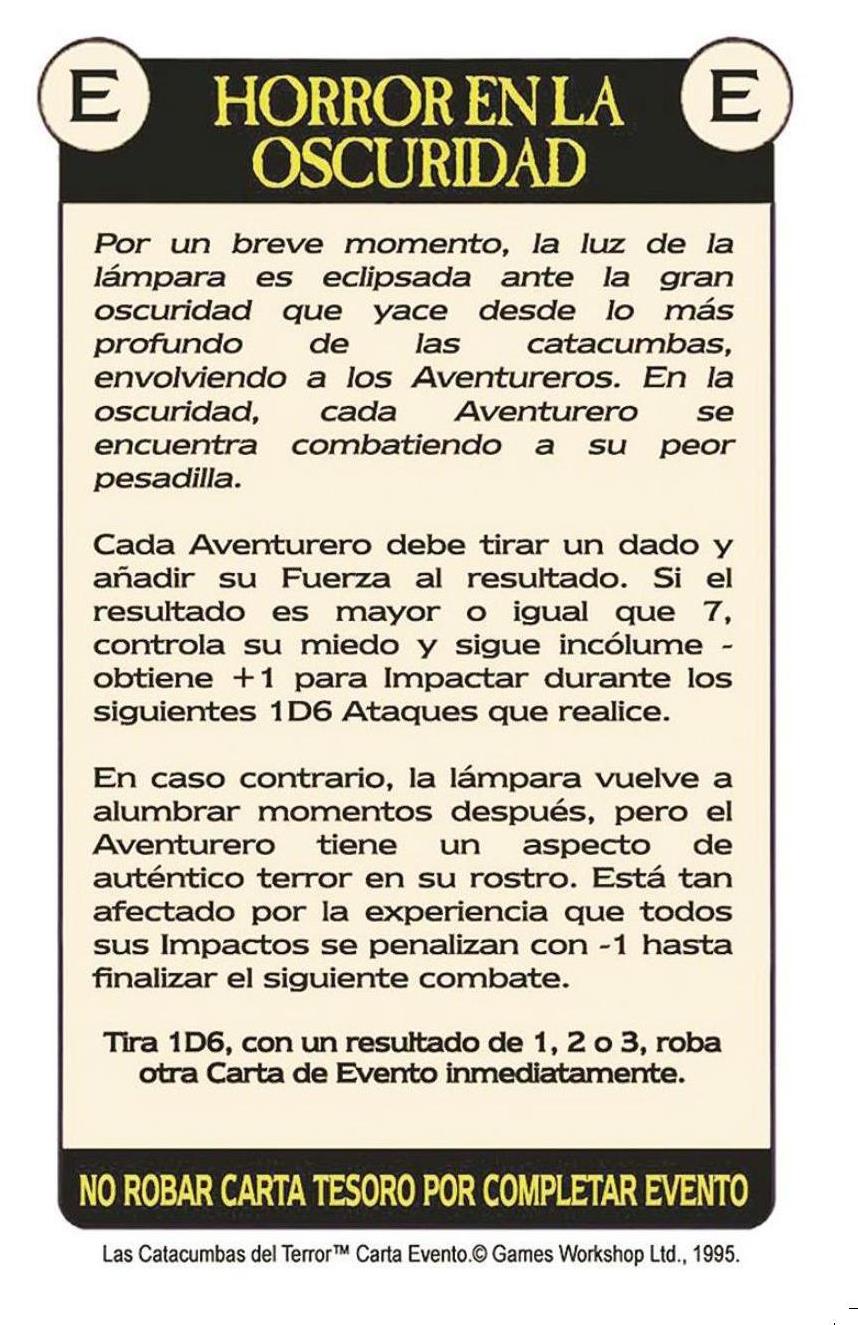 E HORROR EN LA E
OSCURIDAD
Por un breve momento, la luz de la
lámpara es eclipsada ante la gran
oscuridad que yace desde lo más
profundo de las catacumbas,
envolviendo a los Aventureros. En la
oscuridad, cada Aventurero se
encuentra combatiendo a su peor
pesadilla.
Cada Aventurero debe tirar un dado y
añadir su Fuerza al resultado. Si el
resultado es mayor o igual que 7,
controla su miedo y sigue incólume -
obtiene +1 para Impactar durante los
siguientes 1D6 Ataques que realice.
En caso contrario, la lámpara vuelve a
alumbrar momentos después, pero el
Aventurero tiene un aspecto de
auténtico terror en su rostro. Está tan
afectado por la experiencia que todos
sus Impactos se penalizan con -1 hasta
finalizar el siguiente combate.
Tira 1D6, con un resultado de 1, 2 o 3, roba
otra Carta de Evento inmediatamente.
NO ROBAR CARTA TESORO POR COMPLETAR EVENTO
Las Catacumbas del Terror™ Carta Evento.© Games Workshop Ltd., 1995.